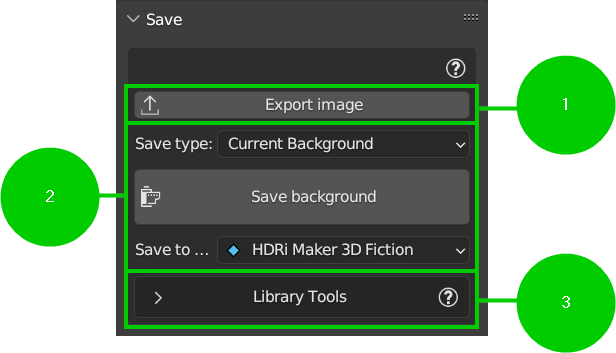 Save
?
Export image
1
Save type: Current Background
2
Save background
Save to ... HDRi Maker 3D Fiction
Library Tools ?
3